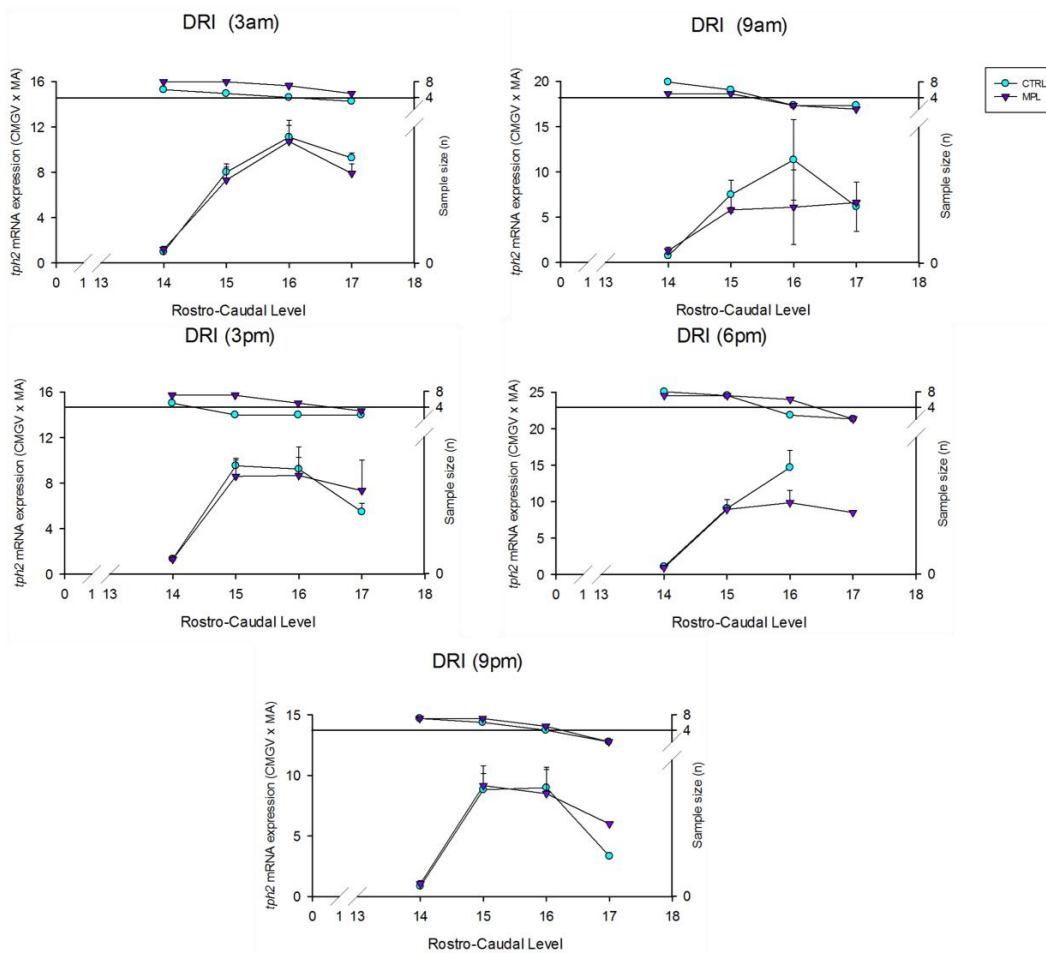 DRI (3am)
tph2 mRNA expression (CMGV x MA)
16
12
8
4
0
8
4
0
Sample size (n)
0 1 13 14 15 16 17 18
Rostro-Caudal Level
DRI (9am)
tph2 mRNA expression (CMGV x MA)
20
15
10
5
0
8
4
0
Sample size (n)
0 1 13 14 15 16 17 18
Rostro-Caudal Level
CTRL
MPL
DRI (3pm)
tph2 mRNA expression (CMGV x MA)
16
12
8
4
0
8
4
0
Sample size (n)
0 1 13 14 15 16 17 18
Rostro-Caudal Level
DRI (6pm)
tph2 mRNA expression (CMGV x MA)
25
20
15
10
5
0
8
4
0
Sample size (n)
0 1 13 14 15 16 17 18
Rostro-Caudal Level
DRI (9pm)
tph2 mRNA expression (CMGV x MA)
15
10
5
0
8
4
0
Sample size (n)
0 1 13 14 15 16 17 18
Rostro-Caudal Level